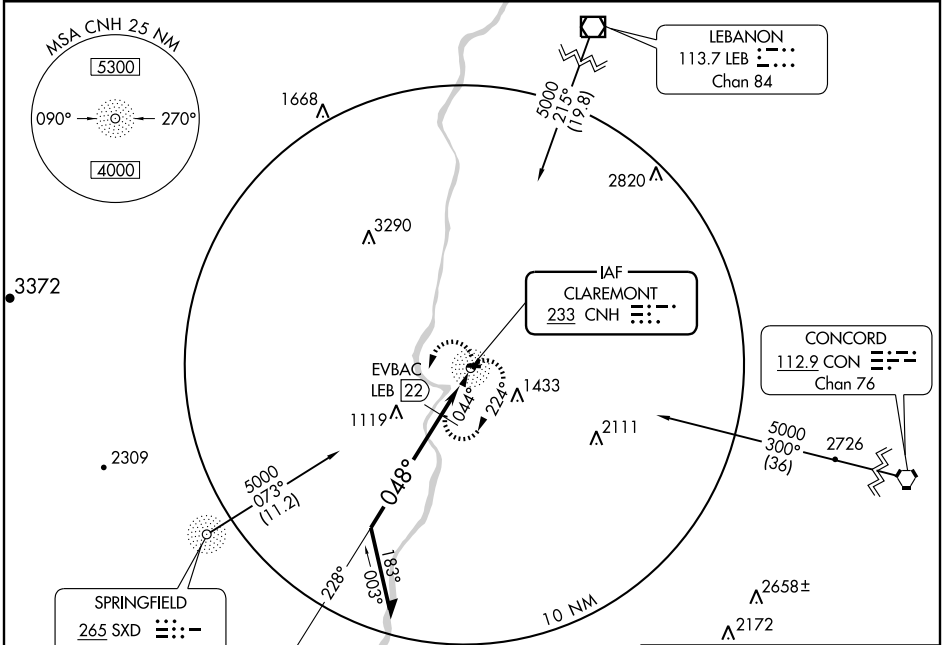 MSA CNH 25 NM
5300
090°
270°
4000
LEBANON
113.7 LEB
Chan 84
5000
215°
(19.8)
1668
2820
3290
3372
IAF
CLAREMONT
233 CNH
CONCORD
112.9 CON
Chan 76
EVBAC
LEB 22
1044°
224°
1433
1119
2111
5000
300°
(36)
2726
2309
5000
073°
(11.2)
048°
183°
003°
228°
SPRINGFIELD
265 SXD
10 NM
2658±
2172